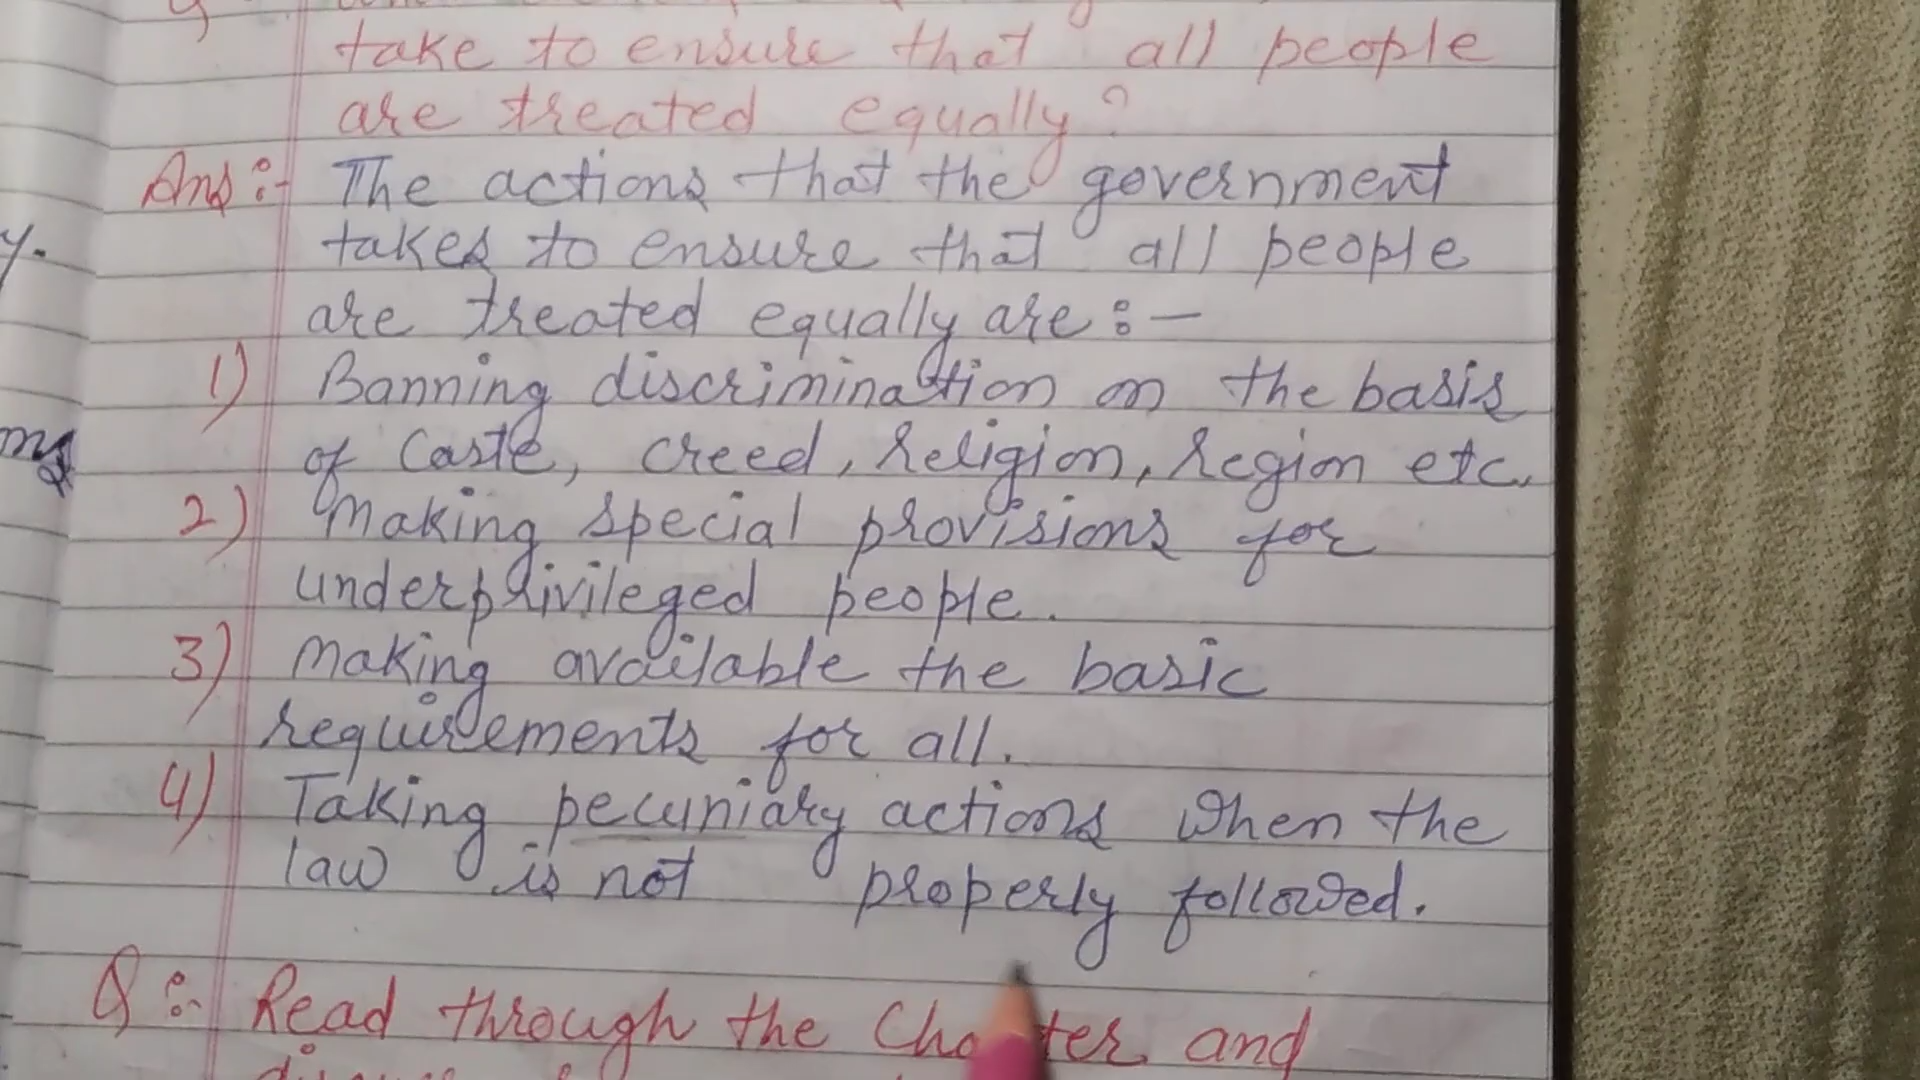 take to ensure that all people
are treated equally?
Ans:- The actions that the government
takes to ensure that all people
are treated equally are :-
1) Banning discrimination on the basis
of Caste, creed, religion, region etc.
2) Making special provisions for
underprivileged people.
3) Making available the basic
requirements for all.
4) Taking pecuniary actions when the
law is not properly followed.
Q:- Read through the and